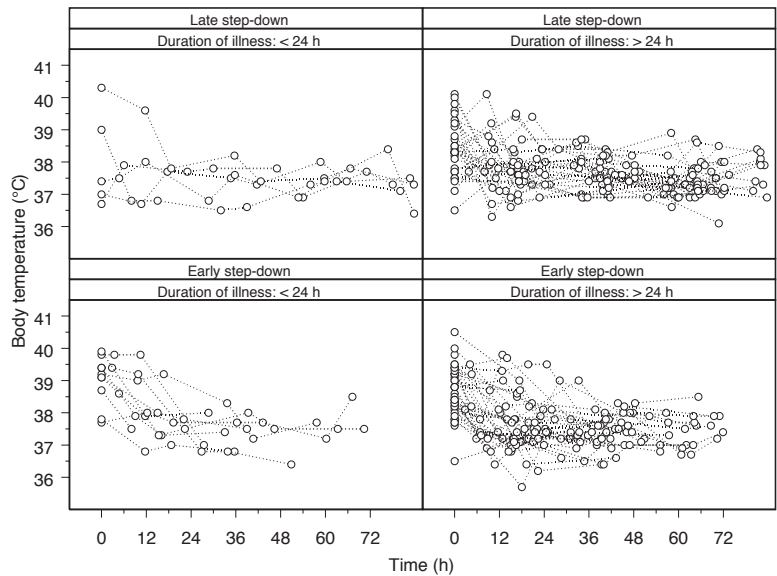 Late step-down Late step-down
Duration of illness: < 24 h Duration of illness: > 24 h
41
40
39
38
37
36
Early step-down Early step-down
Duration of illness: < 24 h Duration of illness: > 24 h
41
40
39
38
37
36
Body temperature (°C)
0 12 24 36 48 60 72 0 12 24 36 48 60 72
Time (h)